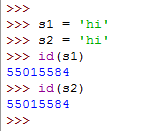 >>>
>>> s1 = 'hi'
>>> s2 = 'hi'
>>> id(s1)
55015584
>>> id(s2)
55015584
>>>